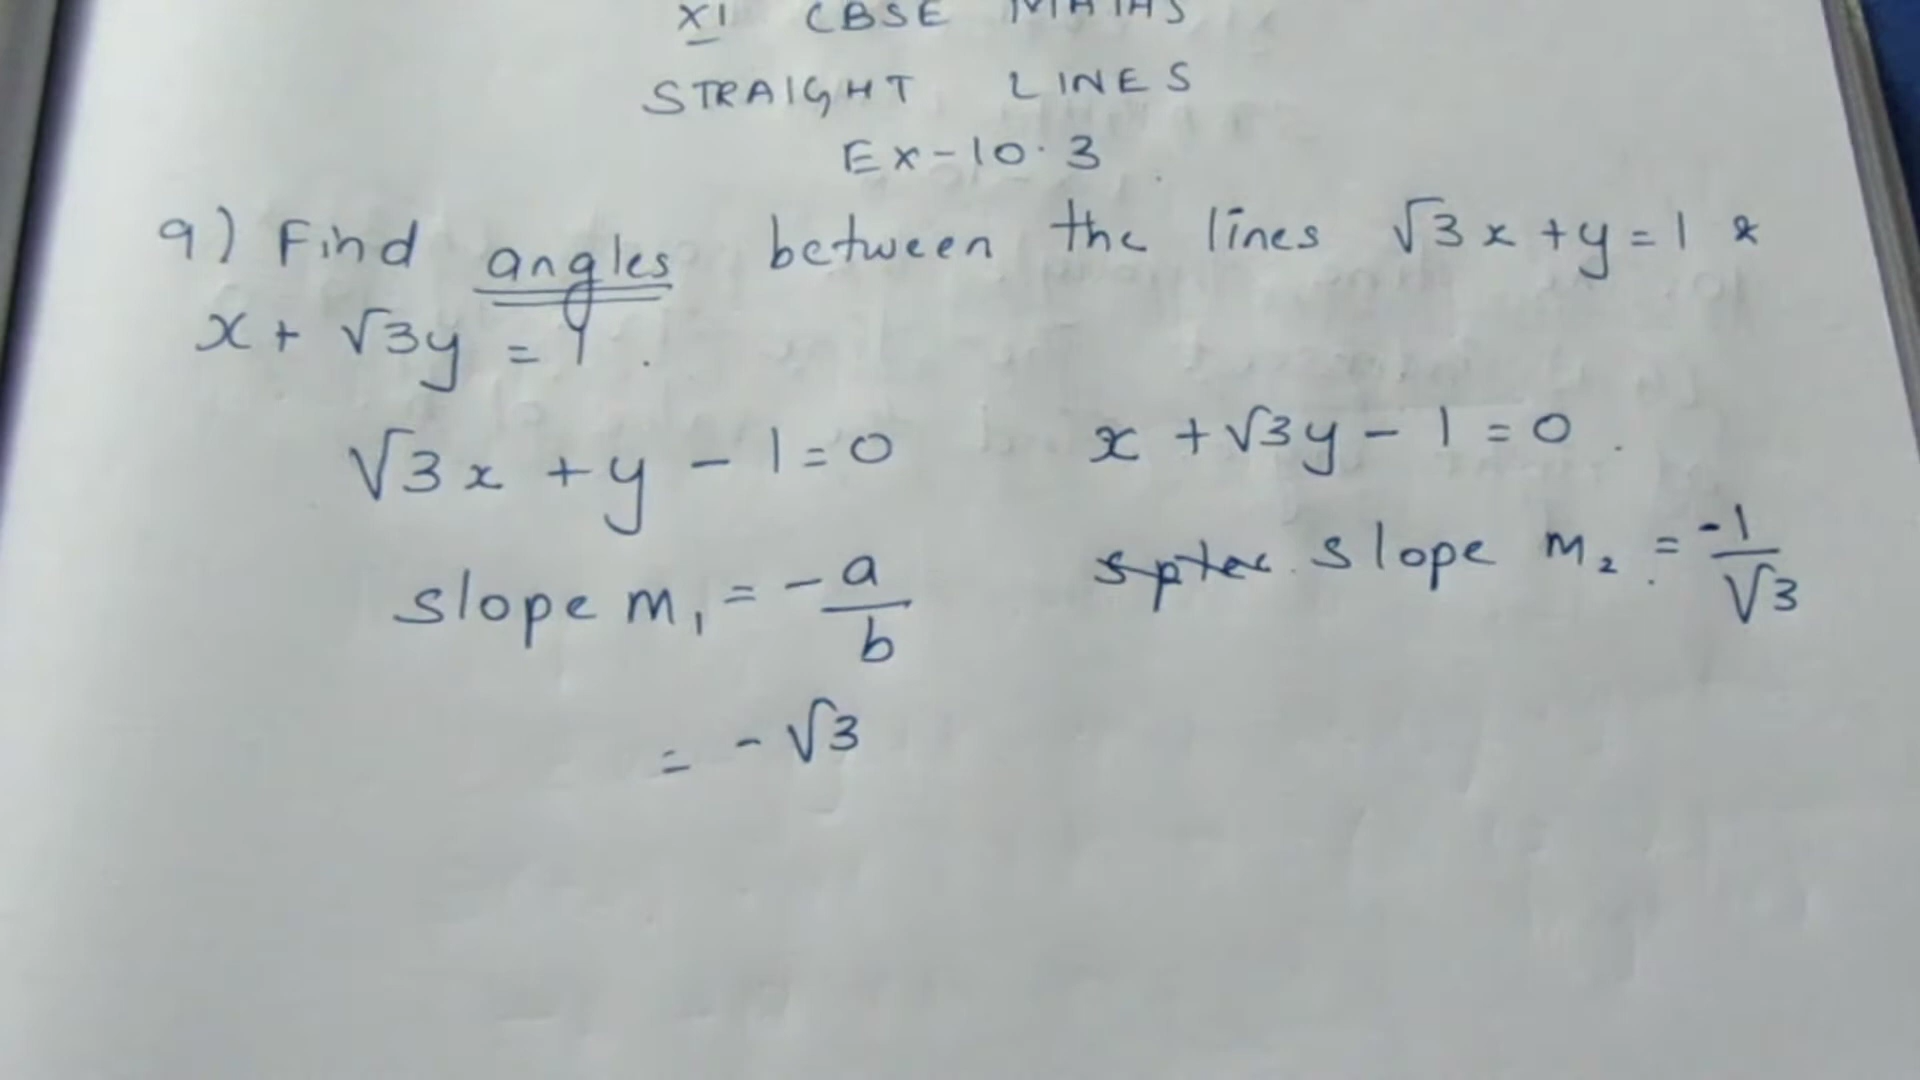 XI CBSE MATHS
STRAIGHT LINES
Ex-10.3
9) Find angles between the lines √3x + y = 1 &
x + √3y = 1.
√3x + y - 1 = 0
x + √3y - 1 = 0.
slope m₁ = -a/b
slope m₂ = -1/√3
= -√3